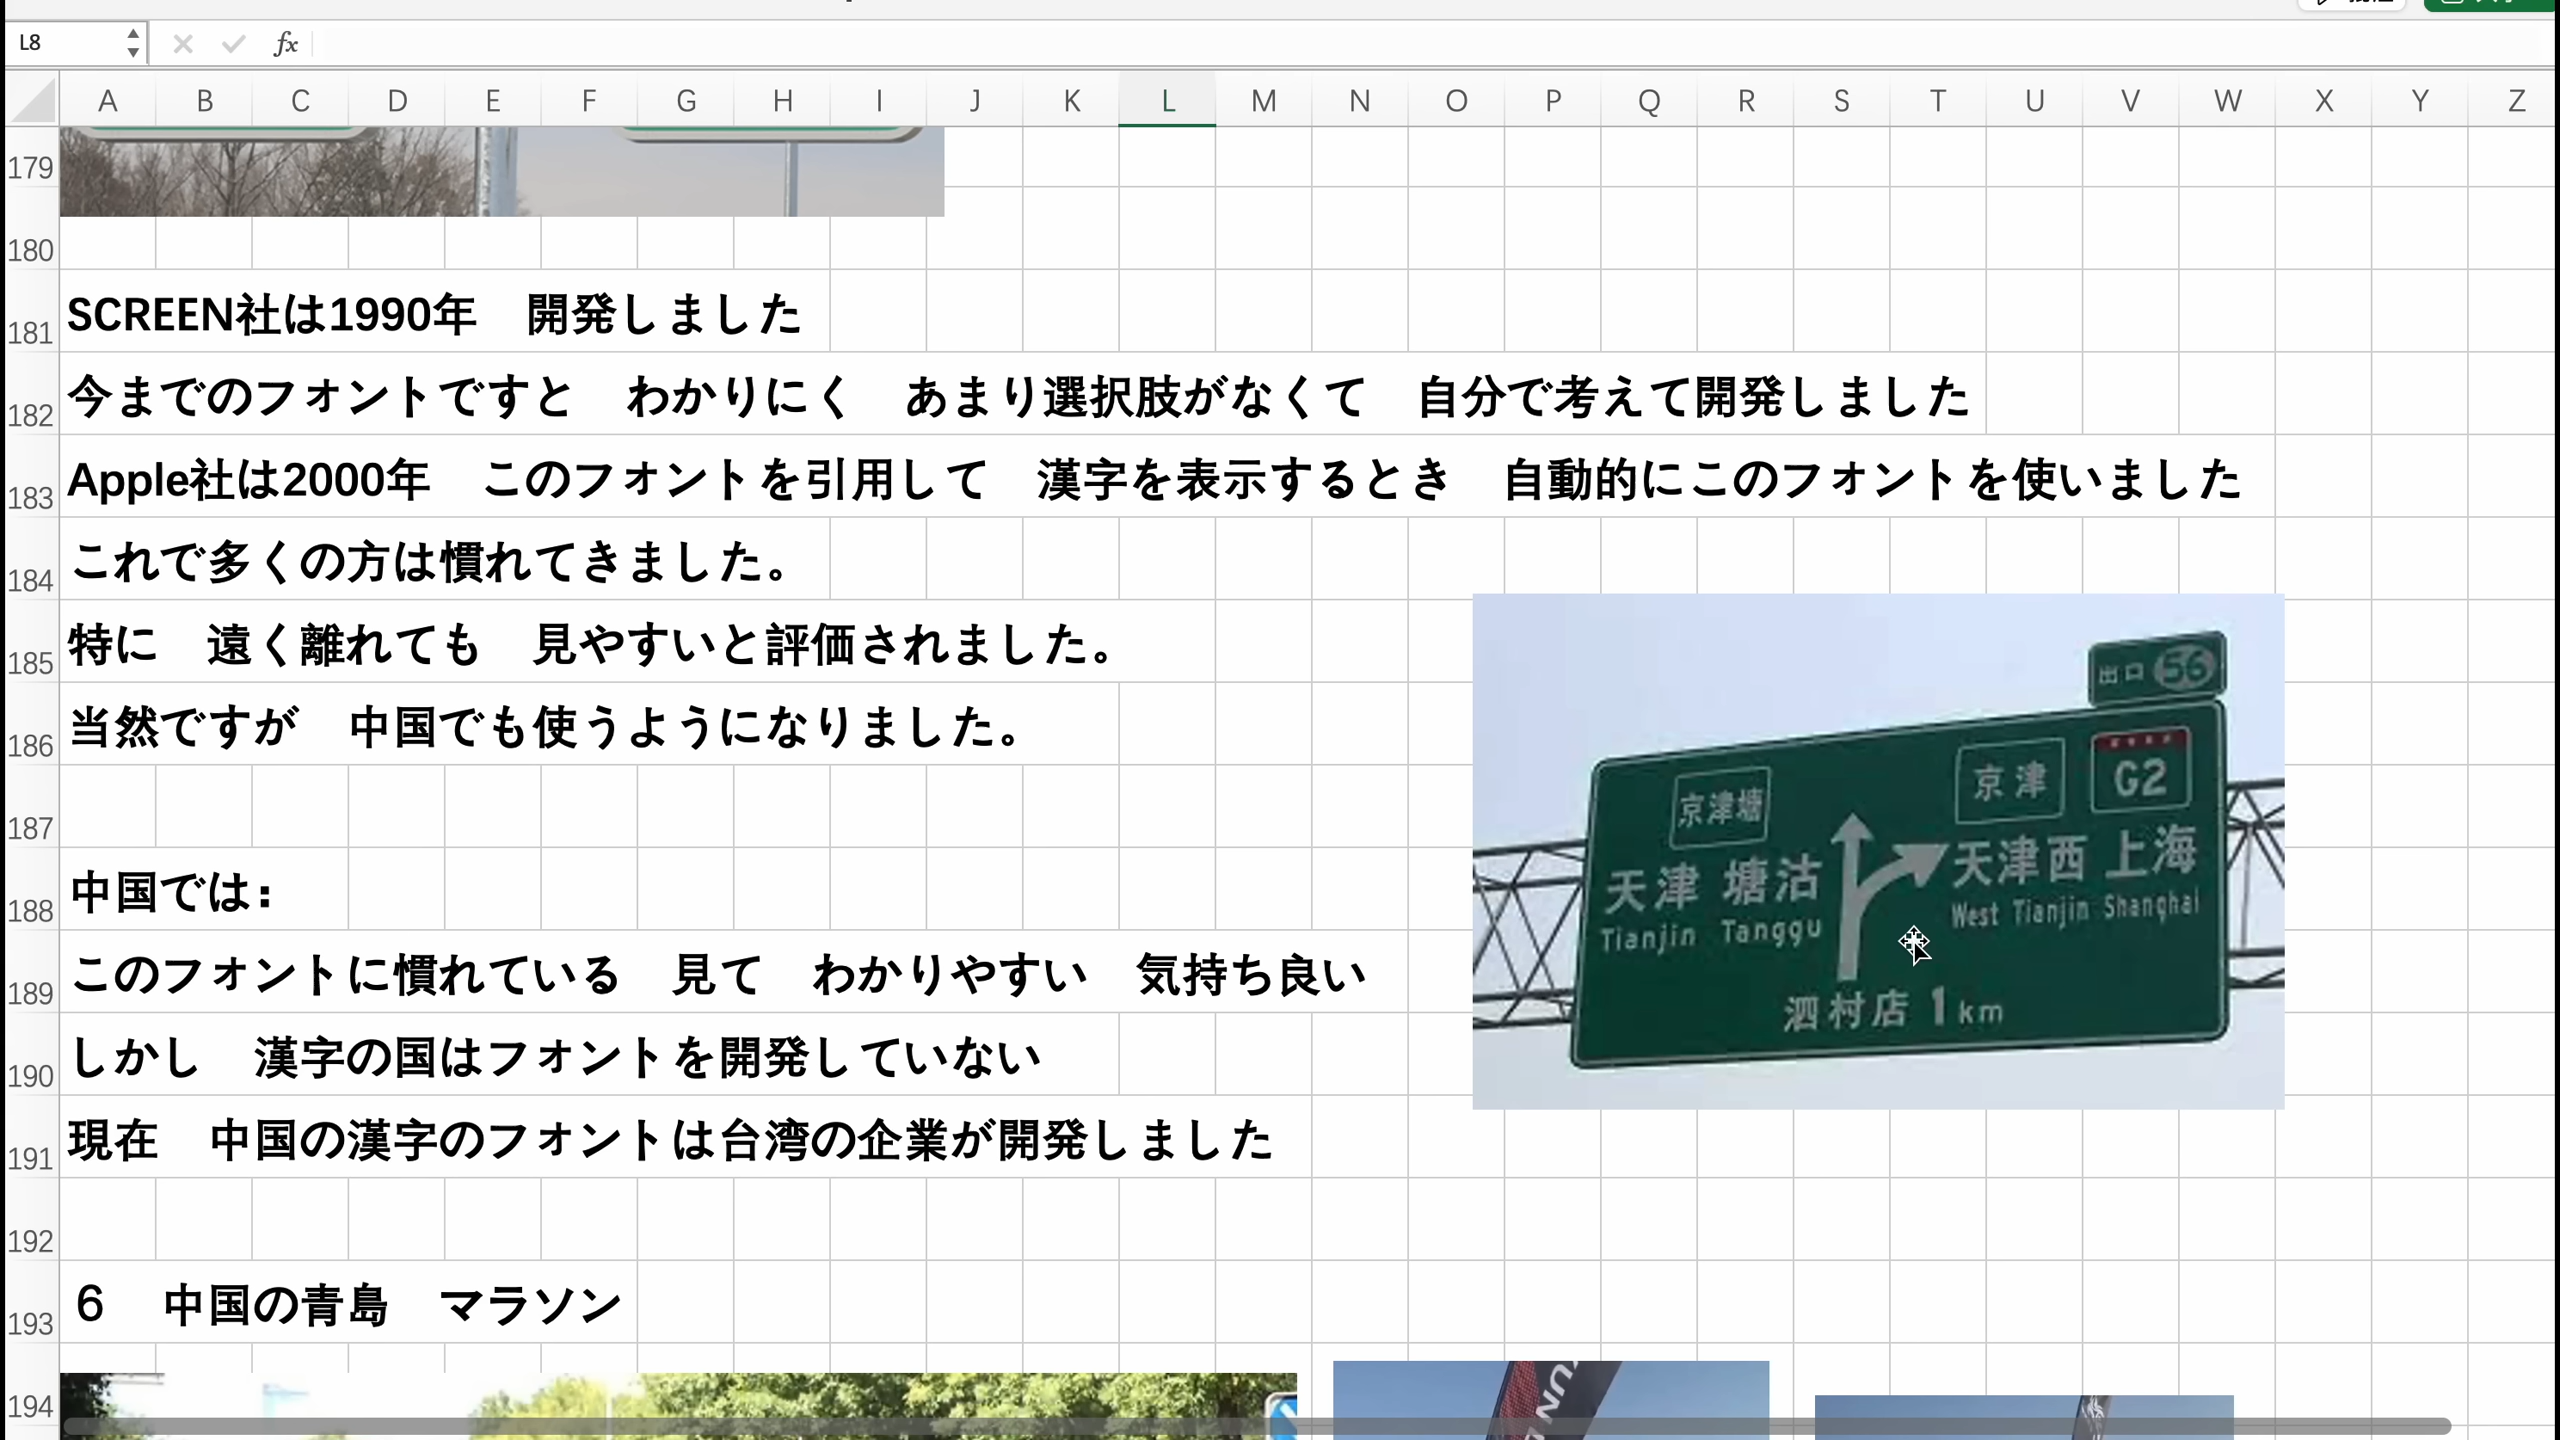 L8
fx
A B C D E F G H I J K L M N O P Q R S T U V W X Y Z
179
180
181 SCREEN社は1990年　開発しました
182 今までのフォントですと　わかりにく　あまり選択肢がなくて　自分で考えて開発しました
183 Apple社は2000年　このフォントを引用して　漢字を表示するとき　自動的にこのフォントを使いました
184 これで多くの方は慣れてきました。
185 特に　遠く離れても　見やすいと評価されました。
186 当然ですが　中国でも使うようになりました。
187
188 中国では：
189 このフォントに慣れている　見て　わかりやすい　気持ち良い
190 しかし　漢字の国はフォントを開発していない
191 現在　中国の漢字のフォントは台湾の企業が開発しました
192
193 6　中国の青島　マラソン
194
出口 56
京津塘 京津 G2
天津 塘沽 天津西 上海
Tianjin Tanggu West Tianjin Shanghai
泗村店 1km
UN